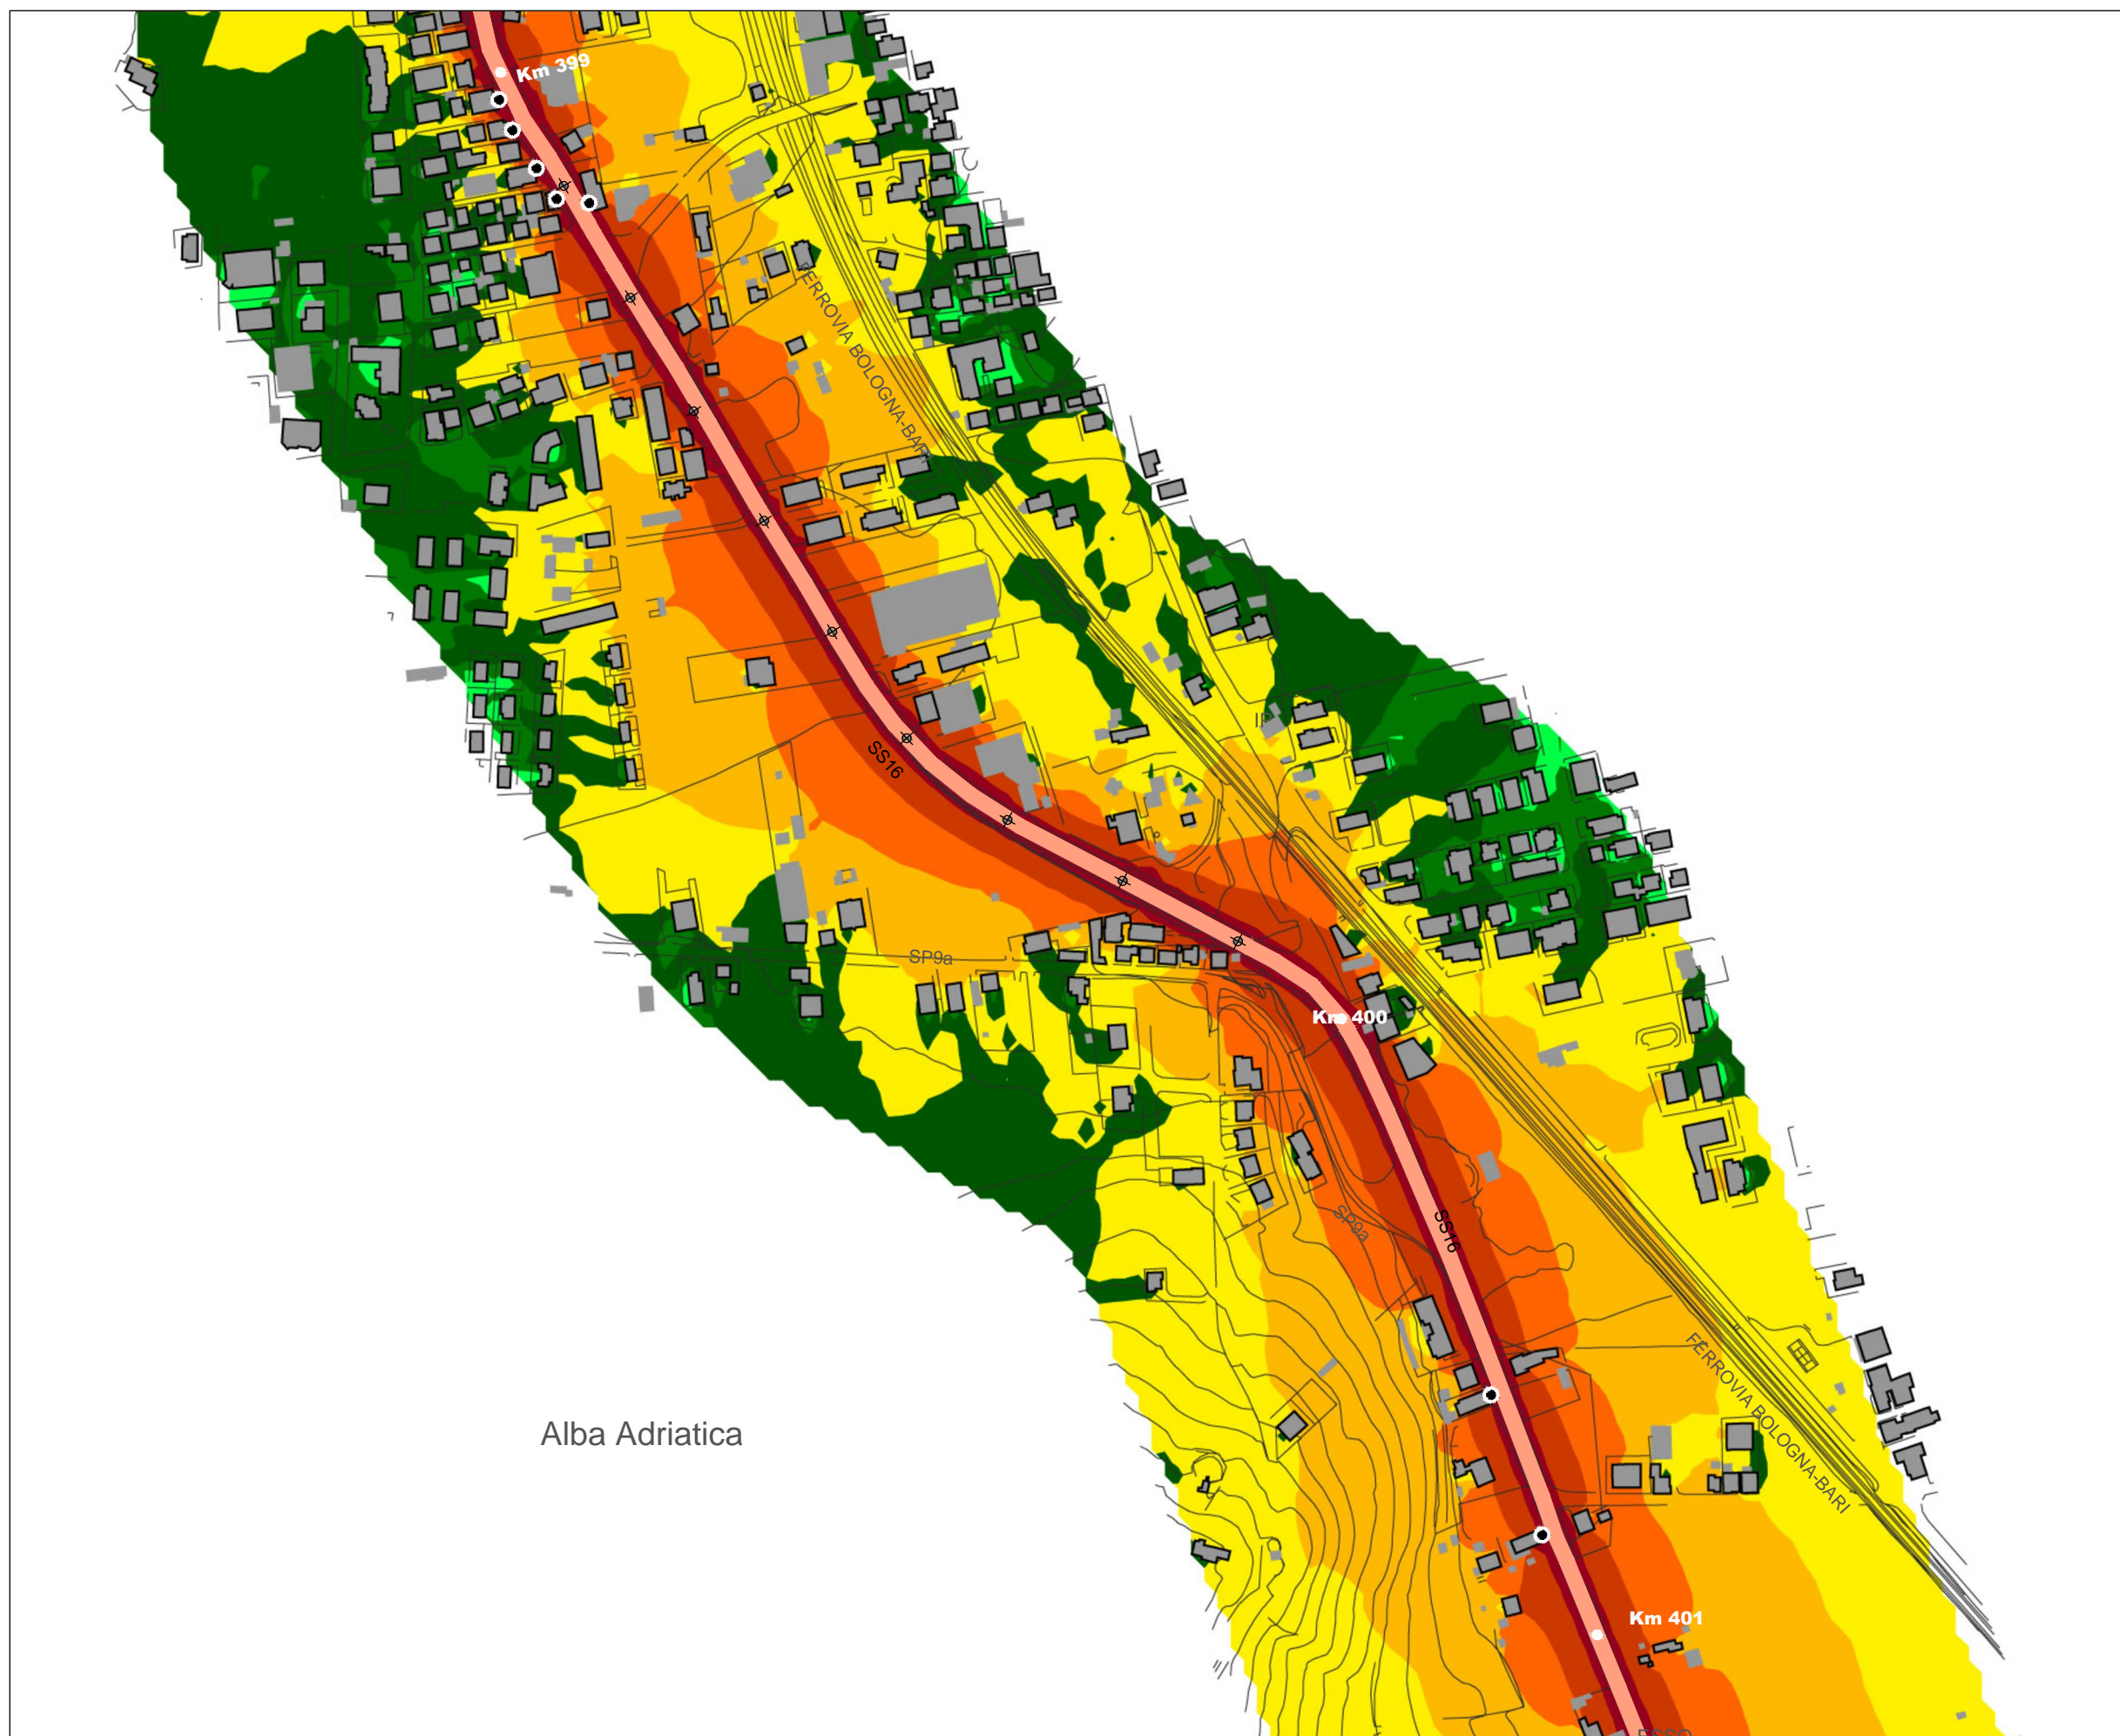 Km 399
FERROVIA BOLOGNA-BARI
SS16
SP9a
Km 400
SP9a
SS16
FERROVIA BOLOGNA-BARI
Alba Adriatica
Km 401